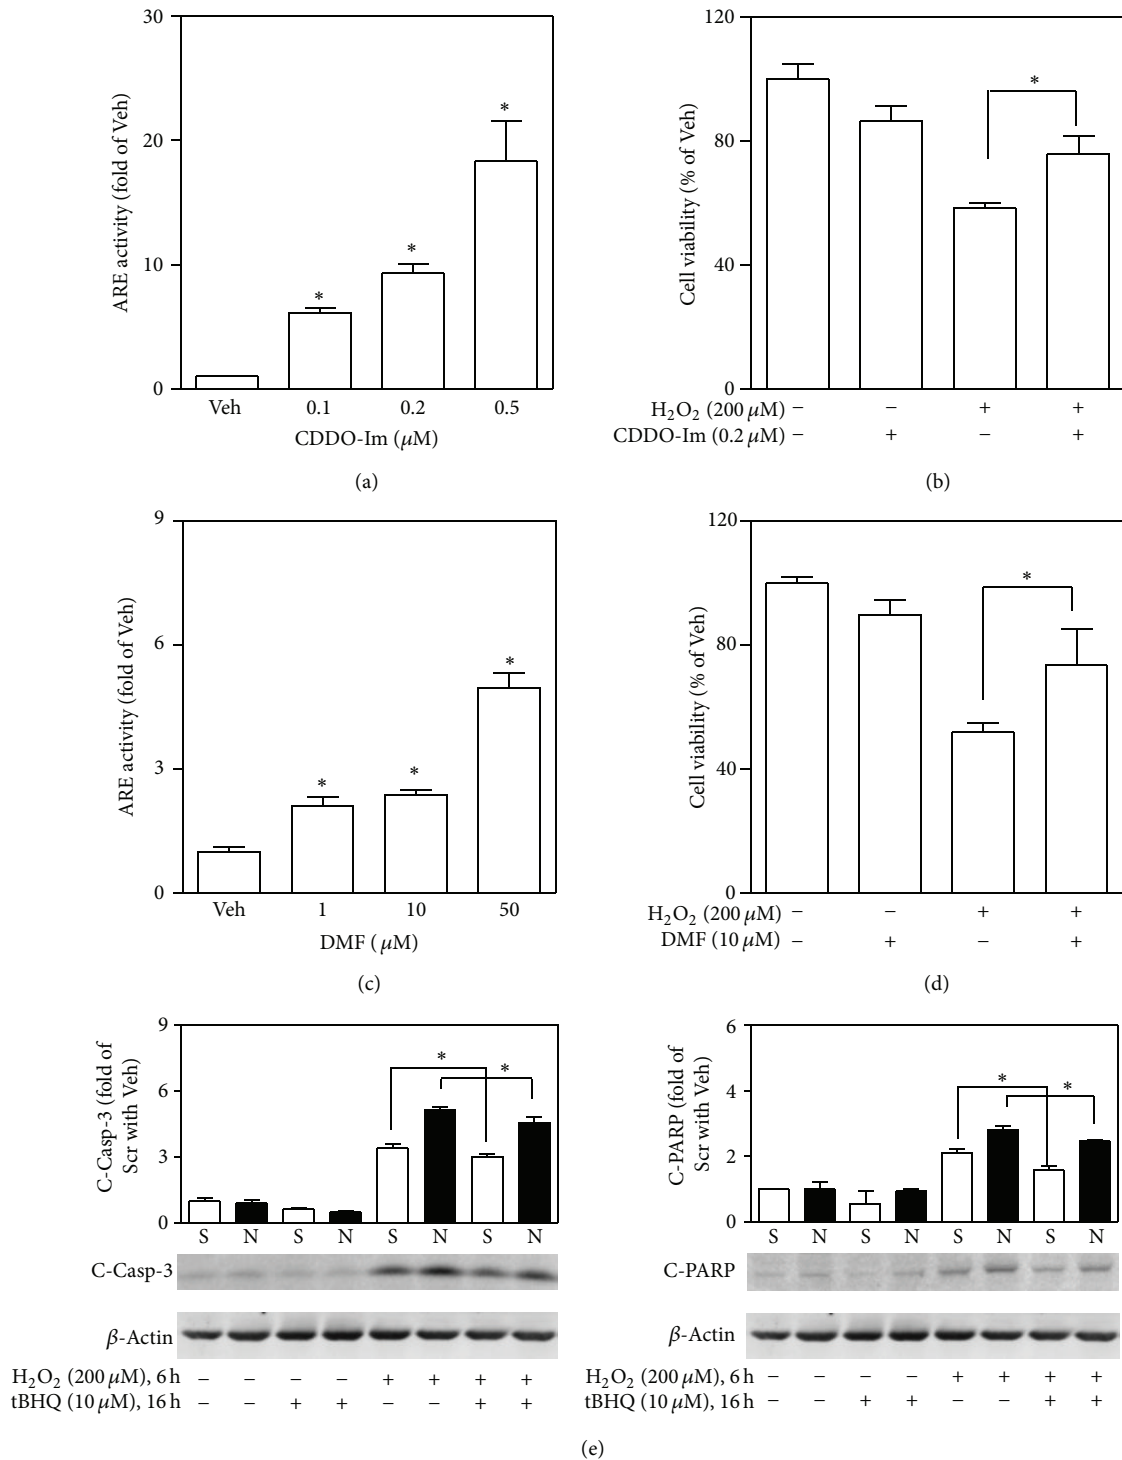 30
20
10
0
ARE activity (fold of Veh)
*
*
*
Veh 0.1 0.2 0.5
CDDO-Im (μM)
(a)
120
80
40
0
Cell viability (% of Veh)
*
H₂O₂ (200 μM) − − + +
CDDO-Im (0.2 μM) − + − +
(b)
9
6
3
0
ARE activity (fold of Veh)
*
*
*
Veh 1 10 50
DMF (μM)
(c)
120
80
40
0
Cell viability (% of Veh)
*
H₂O₂ (200 μM) − − + +
DMF (10 μM) − + − +
(d)
9
6
3
0
C-Casp-3 (fold of
Scr with Veh)
*
*
S N S N S N S N
C-Casp-3
β-Actin
H₂O₂ (200 μM), 6 h − − − − + + + +
tBHQ (10 μM), 16 h − − + + − − + +
6
4
2
0
C-PARP (fold of
Scr with Veh)
*
*
S N S N S N S N
C-PARP
β-Actin
H₂O₂ (200 μM), 6 h − − − − + + + +
tBHQ (10 μM), 16 h − − + + − − + +
(e)